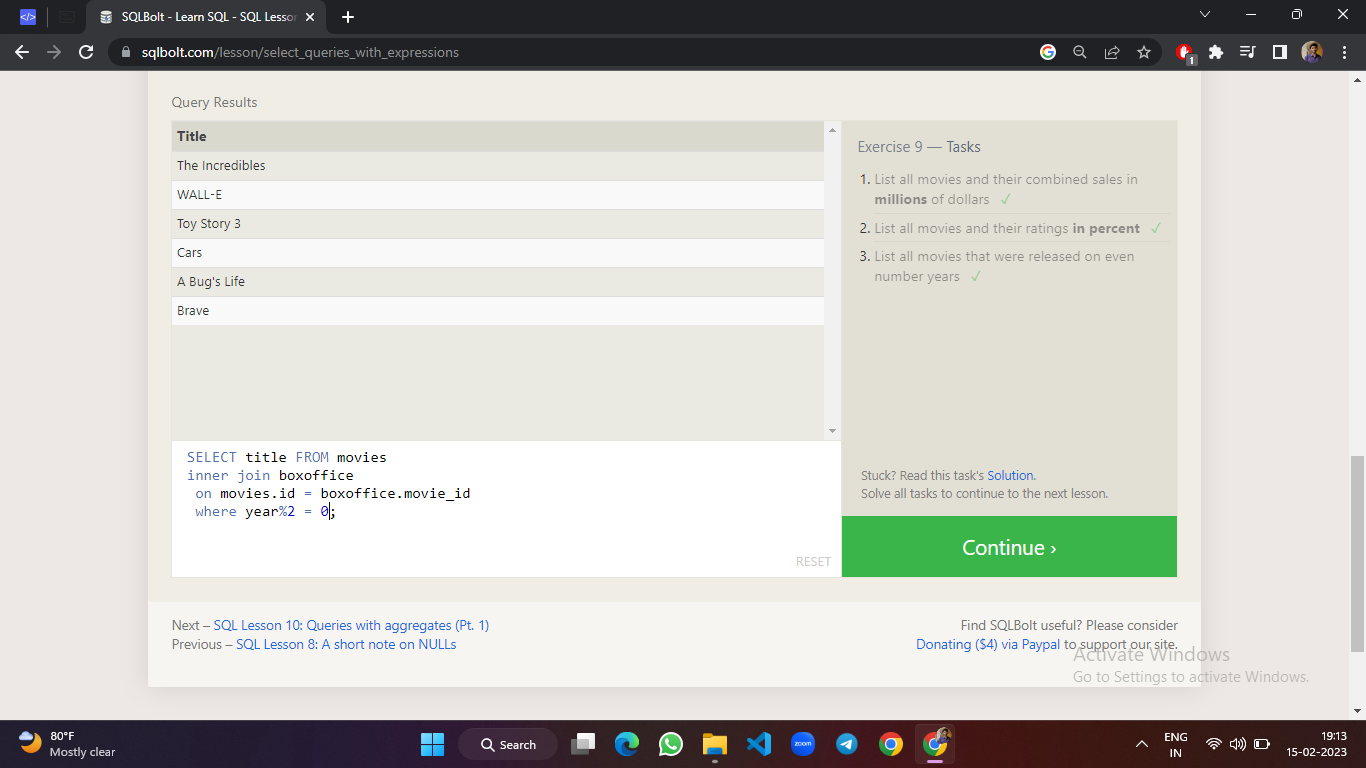 SQLBolt - Learn SQL - SQL Lesso
sqlbolt.com/lesson/select_queries_with_expressions
1
Query Results
Title
The Incredibles
WALL-E
Toy Story 3
Cars
A Bug's Life
Brave
SELECT title FROM movies
inner join boxoffice
on movies.id = boxoffice.movie_id
where year%2 = 0;
RESET
Exercise 9 — Tasks
1. List all movies and their combined sales in
millions of dollars ✓
2. List all movies and their ratings in percent ✓
3. List all movies that were released on even
number years ✓
Stuck? Read this task's Solution.
Solve all tasks to continue to the next lesson.
Continue ›
Next – SQL Lesson 10: Queries with aggregates (Pt. 1)
Previous – SQL Lesson 8: A short note on NULLs
Find SQLBolt useful? Please consider
Donating ($4) via Paypal to support our site.
Activate Windows
Go to Settings to activate Windows.
80°F
Mostly clear
Search
zoom
ENG
IN
19:13
15-02-2023